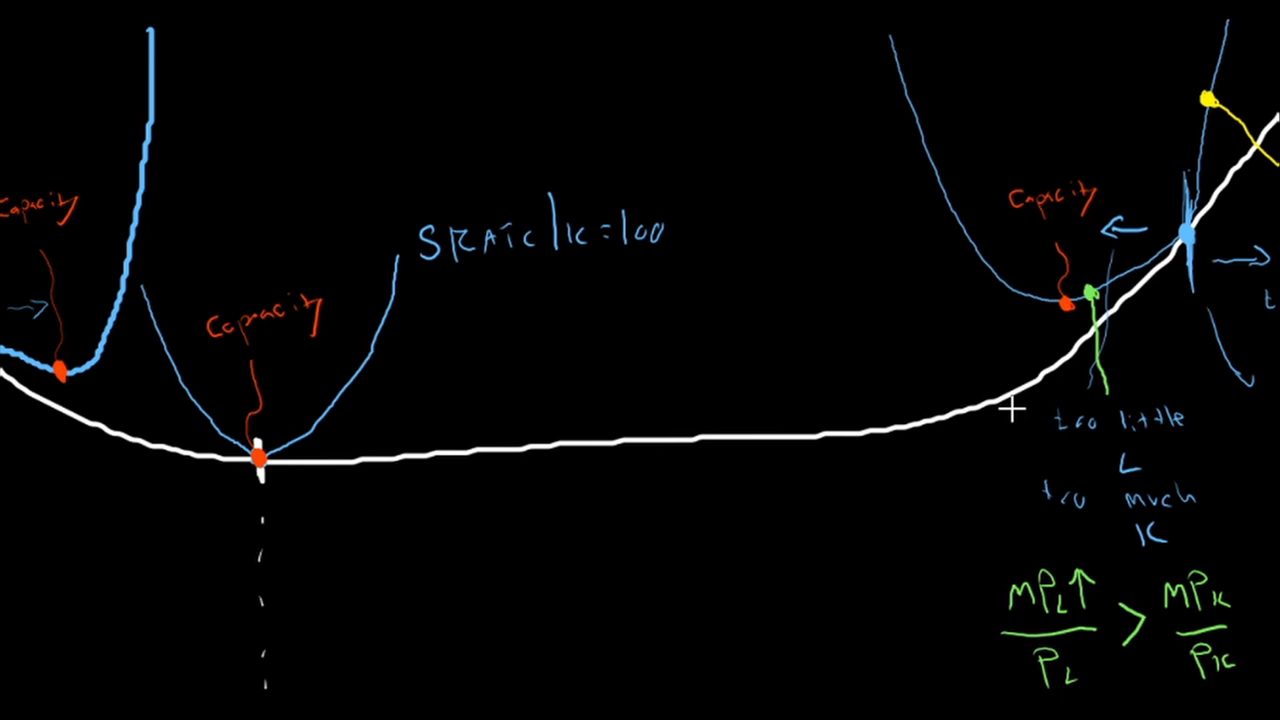 Capacity
Capacity
SRATC | K=100
Capacity
t
too little
L
too much
K
MPL↑ > MPK
PL PK